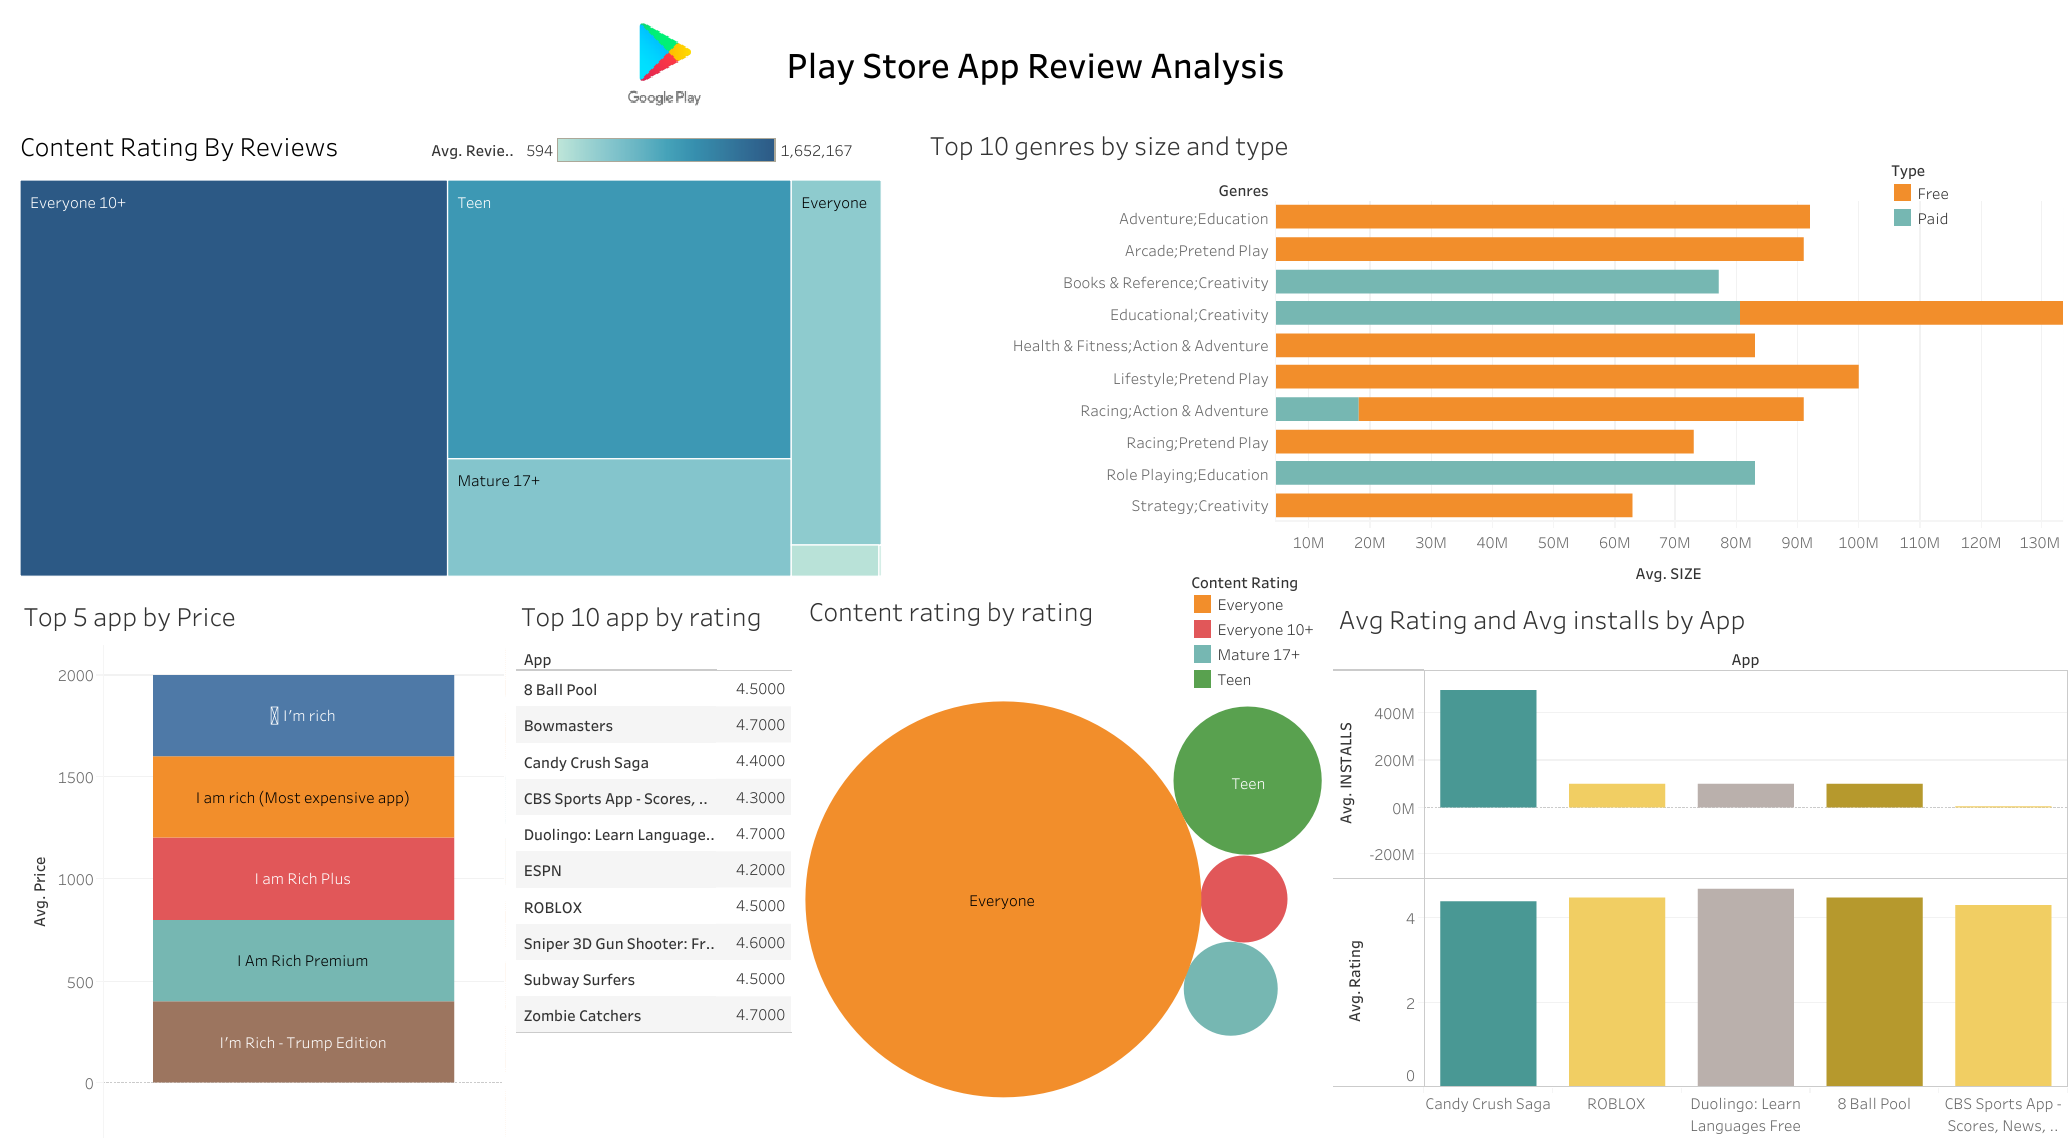 Google Play
Play Store App Review Analysis
Content Rating By Reviews
Avg. Revie.. 594 1,652,167
Everyone 10+
Teen
Everyone
Mature 17+
Top 10 genres by size and type
Type
Free
Paid
Genres
Adventure;Education
Arcade;Pretend Play
Books & Reference;Creativity
Educational;Creativity
Health & Fitness;Action & Adventure
Lifestyle;Pretend Play
Racing;Action & Adventure
Racing;Pretend Play
Role Playing;Education
Strategy;Creativity
10M 20M 30M 40M 50M 60M 70M 80M 90M 100M 110M 120M 130M
Avg. SIZE
Top 5 app by Price
Avg. Price
2000
1500
1000
500
0
I'm rich
I am rich (Most expensive app)
I am Rich Plus
I Am Rich Premium
I'm Rich - Trump Edition
Top 10 app by rating
App
8 Ball Pool 4.5000
Bowmasters 4.7000
Candy Crush Saga 4.4000
CBS Sports App - Scores, .. 4.3000
Duolingo: Learn Language.. 4.7000
ESPN 4.2000
ROBLOX 4.5000
Sniper 3D Gun Shooter: Fr.. 4.6000
Subway Surfers 4.5000
Zombie Catchers 4.7000
Content rating by rating
Content Rating
Everyone
Everyone 10+
Mature 17+
Teen
Everyone
Teen
Avg Rating and Avg installs by App
App
Avg. INSTALLS
400M
200M
0M
-200M
Avg. Rating
4
2
0
Candy Crush Saga
ROBLOX
Duolingo: Learn
Languages Free
8 Ball Pool
CBS Sports App -
Scores, News, ..